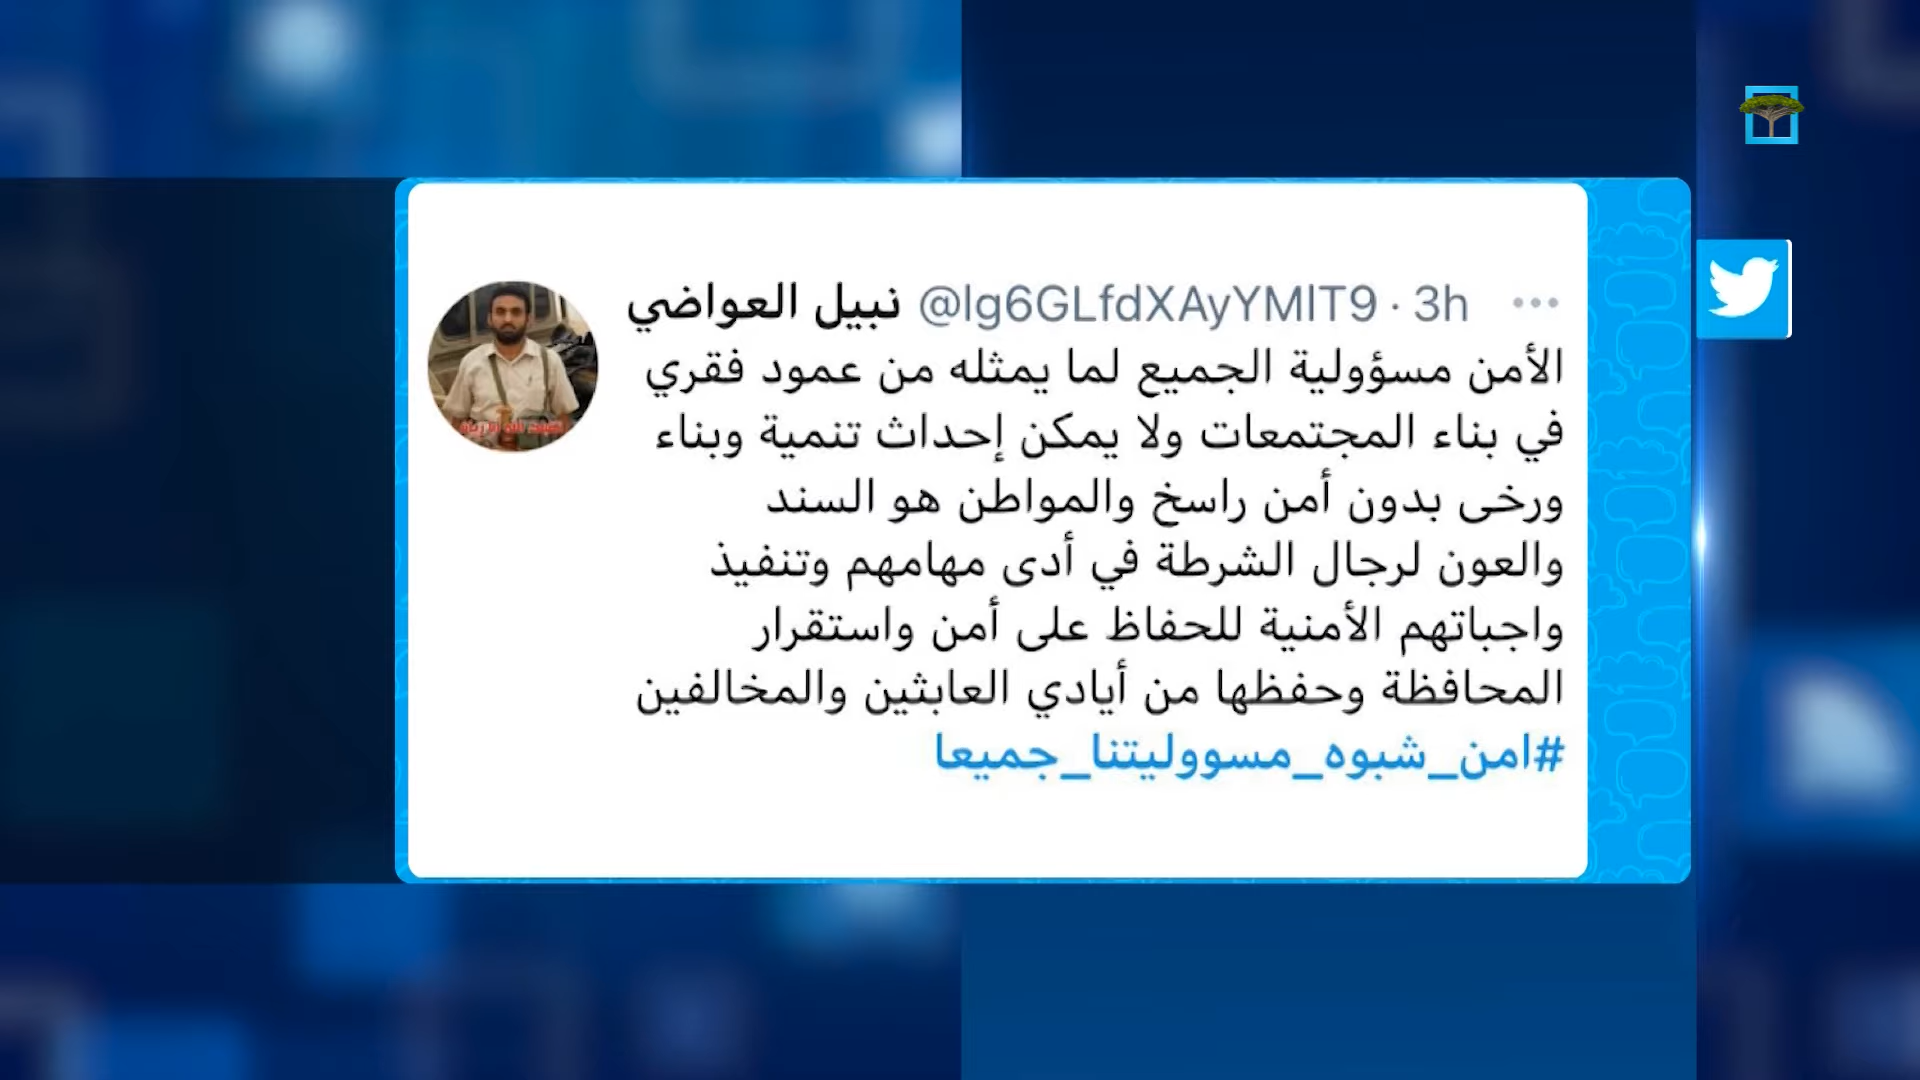 نبيل العواضي @lg6GLfdXAyYMIT9 · 3h
الأمن مسؤولية الجميع لما يمثله من عمود فقري
في بناء المجتمعات ولا يمكن إحداث تنمية وبناء
ورخى بدون أمن راسخ والمواطن هو السند
والعون لرجال الشرطة في أدى مهامهم وتنفيذ
واجباتهم الأمنية للحفاظ على أمن واستقرار
المحافظة وحفظها من أيادي العابثين والمخالفين
#امن_شبوه_مسووليتنا_جميعا